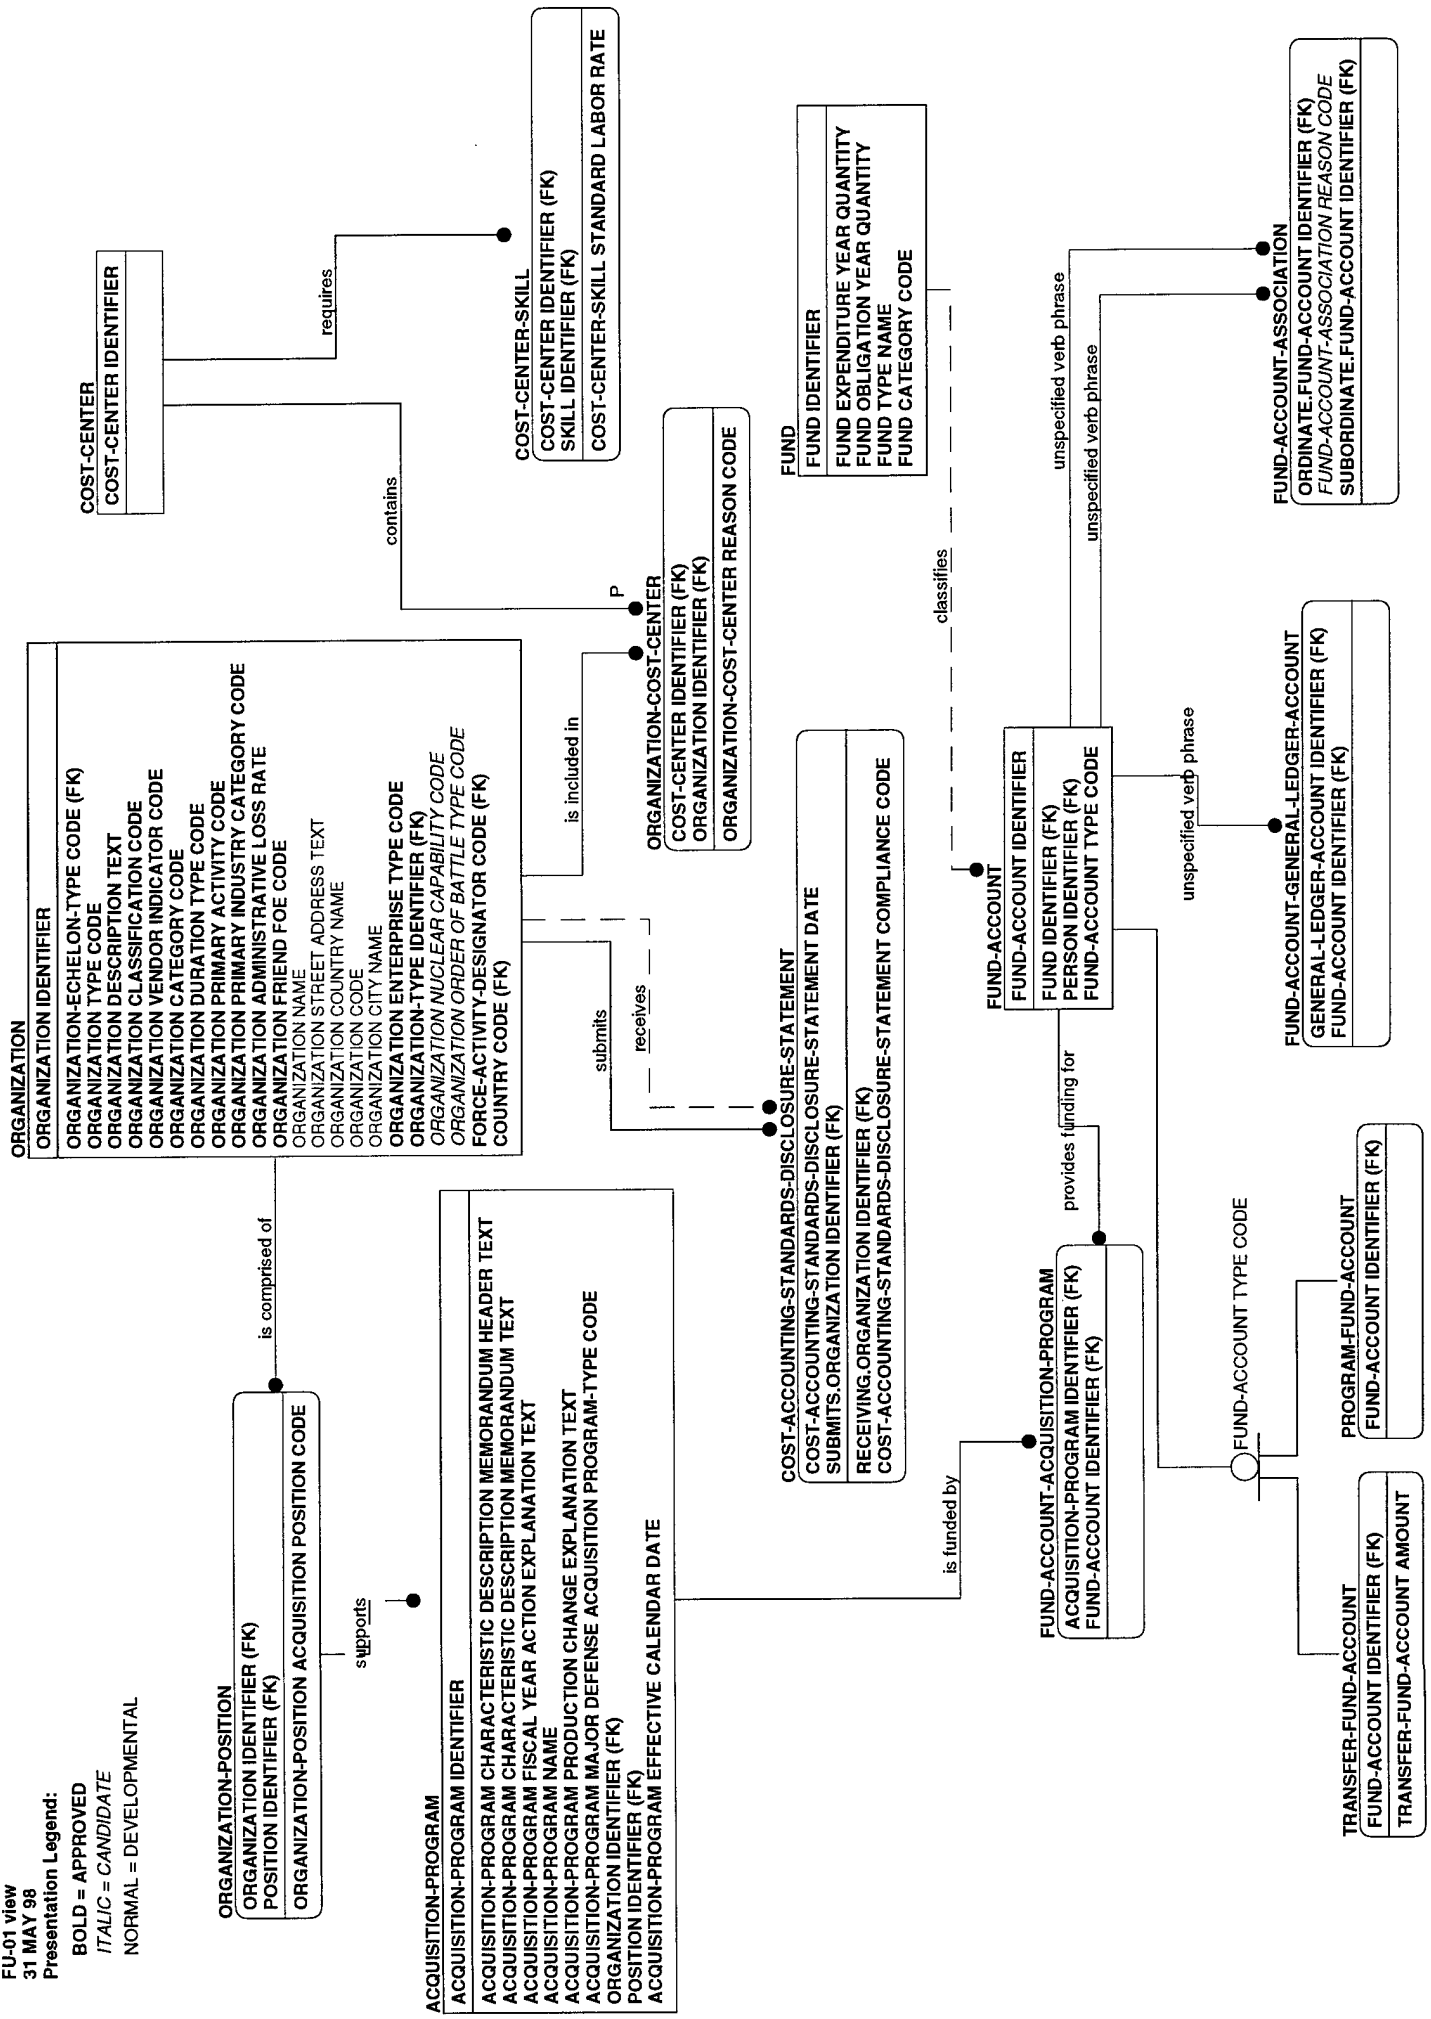 FU-01 view
31 MAY 98
Presentation Legend:
BOLD = APPROVED
ITALIC = CANDIDATE
NORMAL = DEVELOPMENTAL
ORGANIZATION
ORGANIZATION IDENTIFIER
ORGANIZATION-ECHELON-TYPE CODE (FK)
ORGANIZATION TYPE CODE
ORGANIZATION DESCRIPTION TEXT
ORGANIZATION CLASSIFICATION CODE
ORGANIZATION VENDOR INDICATOR CODE
ORGANIZATION CATEGORY CODE
ORGANIZATION DURATION TYPE CODE
ORGANIZATION PRIMARY ACTIVITY CODE
ORGANIZATION PRIMARY INDUSTRY CATEGORY CODE
ORGANIZATION ADMINISTRATIVE LOSS RATE
ORGANIZATION FRIEND FOE CODE
ORGANIZATION NAME
ORGANIZATION STREET ADDRESS TEXT
ORGANIZATION COUNTRY NAME
ORGANIZATION CODE
ORGANIZATION CITY NAME
ORGANIZATION ENTERPRISE TYPE CODE
ORGANIZATION-TYPE IDENTIFIER (FK)
ORGANIZATION NUCLEAR CAPABILITY CODE
ORGANIZATION ORDER OF BATTLE TYPE CODE
FORCE-ACTIVITY-DESIGNATOR CODE (FK)
COUNTRY CODE (FK)
COST-CENTER
COST-CENTER IDENTIFIER
requires
contains
P
is comprised of
ORGANIZATION-POSITION
ORGANIZATION IDENTIFIER (FK)
POSITION IDENTIFIER (FK)
ORGANIZATION-POSITION ACQUISITION POSITION CODE
supports
ACQUISITION-PROGRAM
ACQUISITION-PROGRAM IDENTIFIER
ACQUISITION-PROGRAM CHARACTERISTIC DESCRIPTION MEMORANDUM HEADER TEXT
ACQUISITION-PROGRAM CHARACTERISTIC DESCRIPTION MEMORANDUM TEXT
ACQUISITION-PROGRAM FISCAL YEAR ACTION EXPLANATION TEXT
ACQUISITION-PROGRAM NAME
ACQUISITION-PROGRAM PRODUCTION CHANGE EXPLANATION TEXT
ACQUISITION-PROGRAM MAJOR DEFENSE ACQUISITION PROGRAM-TYPE CODE
ORGANIZATION IDENTIFIER (FK)
POSITION IDENTIFIER (FK)
ACQUISITION-PROGRAM EFFECTIVE CALENDAR DATE
submits
receives
is included in
COST-CENTER-SKILL
COST-CENTER IDENTIFIER (FK)
SKILL IDENTIFIER (FK)
COST-CENTER-SKILL STANDARD LABOR RATE
ORGANIZATION-COST-CENTER
COST-CENTER IDENTIFIER (FK)
ORGANIZATION IDENTIFIER (FK)
ORGANIZATION-COST-CENTER REASON CODE
COST-ACCOUNTING-STANDARDS-DISCLOSURE-STATEMENT
COST-ACCOUNTING-STANDARDS-DISCLOSURE-STATEMENT DATE
SUBMITS.ORGANIZATION IDENTIFIER (FK)
RECEIVING.ORGANIZATION IDENTIFIER (FK)
COST-ACCOUNTING-STANDARDS-DISCLOSURE-STATEMENT COMPLIANCE CODE
FUND
FUND IDENTIFIER
FUND EXPENDITURE YEAR QUANTITY
FUND OBLIGATION YEAR QUANTITY
FUND TYPE NAME
FUND CATEGORY CODE
is funded by
classifies
FUND-ACCOUNT
FUND-ACCOUNT IDENTIFIER
FUND IDENTIFIER (FK)
PERSON IDENTIFIER (FK)
FUND-ACCOUNT TYPE CODE
provides funding for
unspecified verb phrase
unspecified verb phrase
unspecified verb phrase
FUND-ACCOUNT-ACQUISITION-PROGRAM
ACQUISITION-PROGRAM IDENTIFIER (FK)
FUND-ACCOUNT IDENTIFIER (FK)
FUND-ACCOUNT TYPE CODE
FUND-ACCOUNT-GENERAL-LEDGER-ACCOUNT
GENERAL-LEDGER-ACCOUNT IDENTIFIER (FK)
FUND-ACCOUNT IDENTIFIER (FK)
FUND-ACCOUNT-ASSOCIATION
ORDINATE.FUND-ACCOUNT IDENTIFIER (FK)
FUND-ACCOUNT-ASSOCIATION REASON CODE
SUBORDINATE.FUND-ACCOUNT IDENTIFIER (FK)
TRANSFER-FUND-ACCOUNT
FUND-ACCOUNT IDENTIFIER (FK)
TRANSFER-FUND-ACCOUNT AMOUNT
PROGRAM-FUND-ACCOUNT
FUND-ACCOUNT IDENTIFIER (FK)